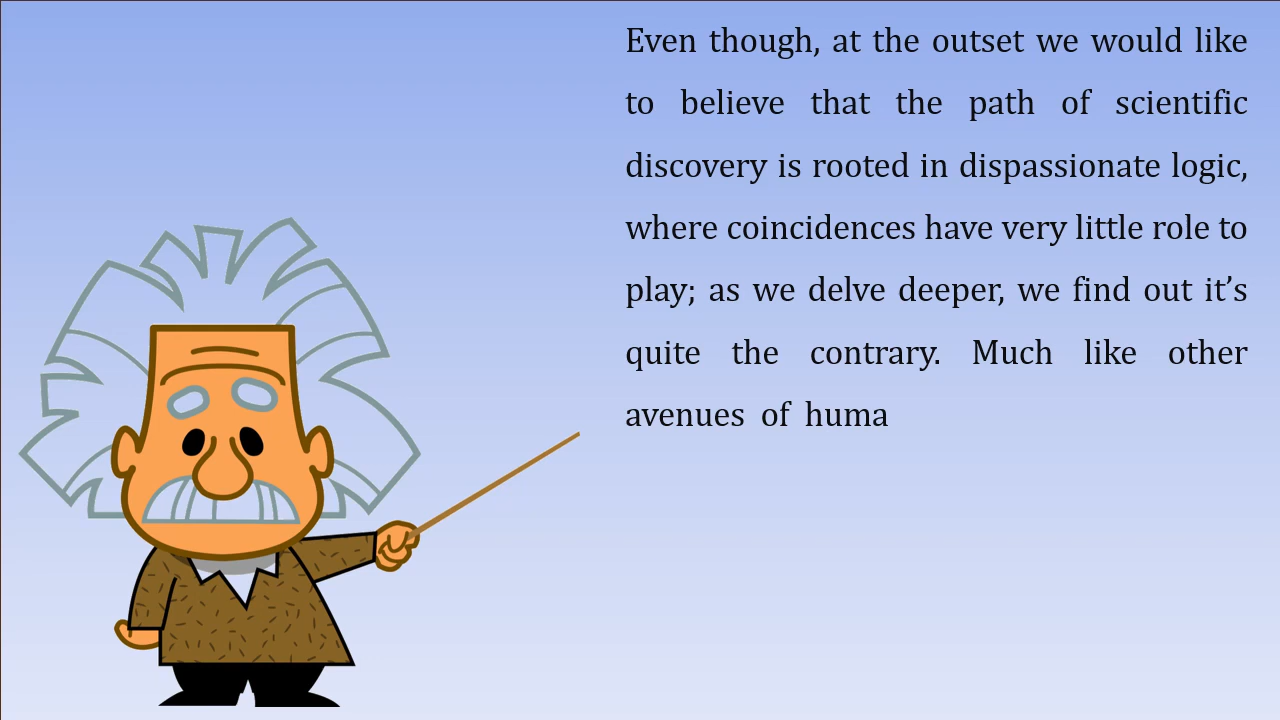 Even though, at the outset we would like
to believe that the path of scientific
discovery is rooted in dispassionate logic,
where coincidences have very little role to
play; as we delve deeper, we find out it’s
quite the contrary. Much like other
avenues of huma